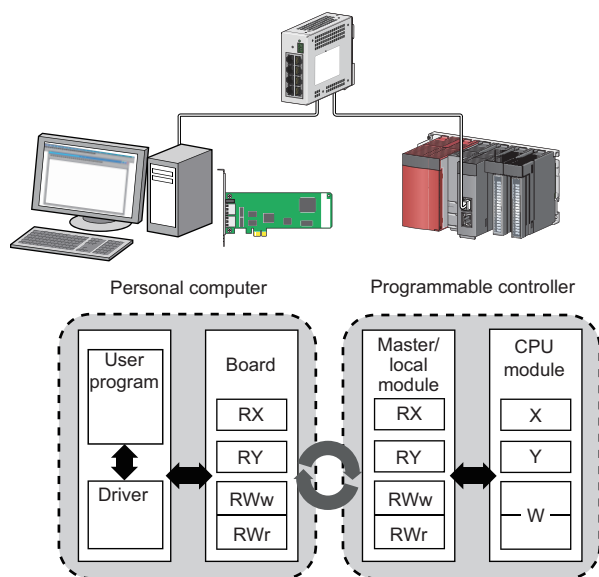 Personal computer
Programmable controller
User
program
Driver
Board
RX
RY
RWw
RWr
Master/
local
module
RX
RY
RWw
RWr
CPU
module
X
Y
W